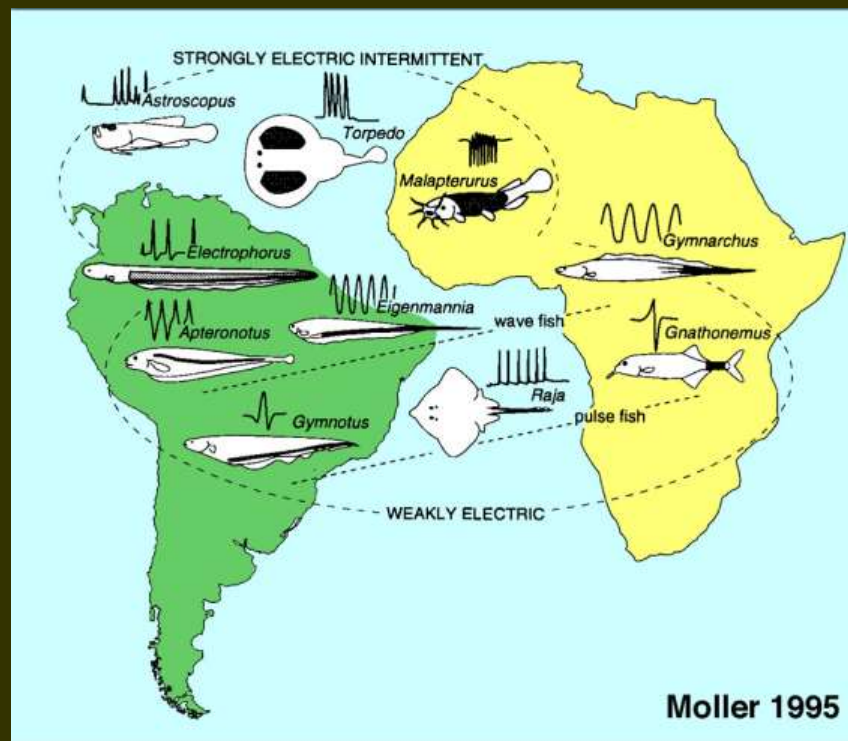 STRONGLY ELECTRIC INTERMITTENT
Astroscopus
Torpedo
Malapterurus
Electrophorus
Gymnarchus
Eigenmannia
Apteronotus
wave fish
Gnathonemus
Raja
Gymnotus
pulse fish
WEAKLY ELECTRIC
Moller 1995